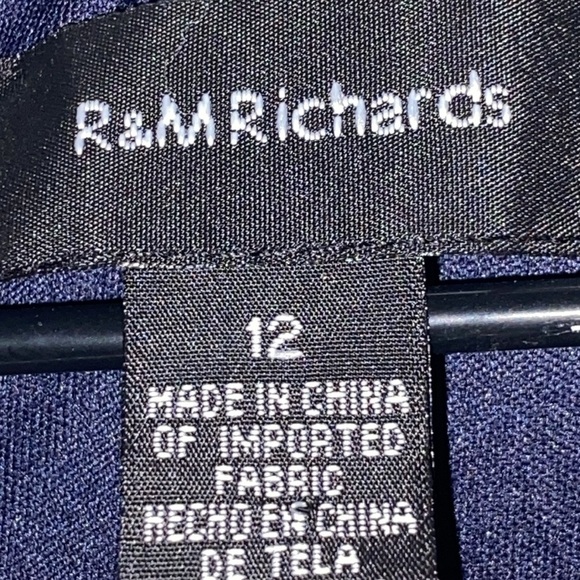 R&M Richards
12
MADE IN CHINA
OF IMPORTED
FABRIC
HECHO EN CHINA
DE TELA